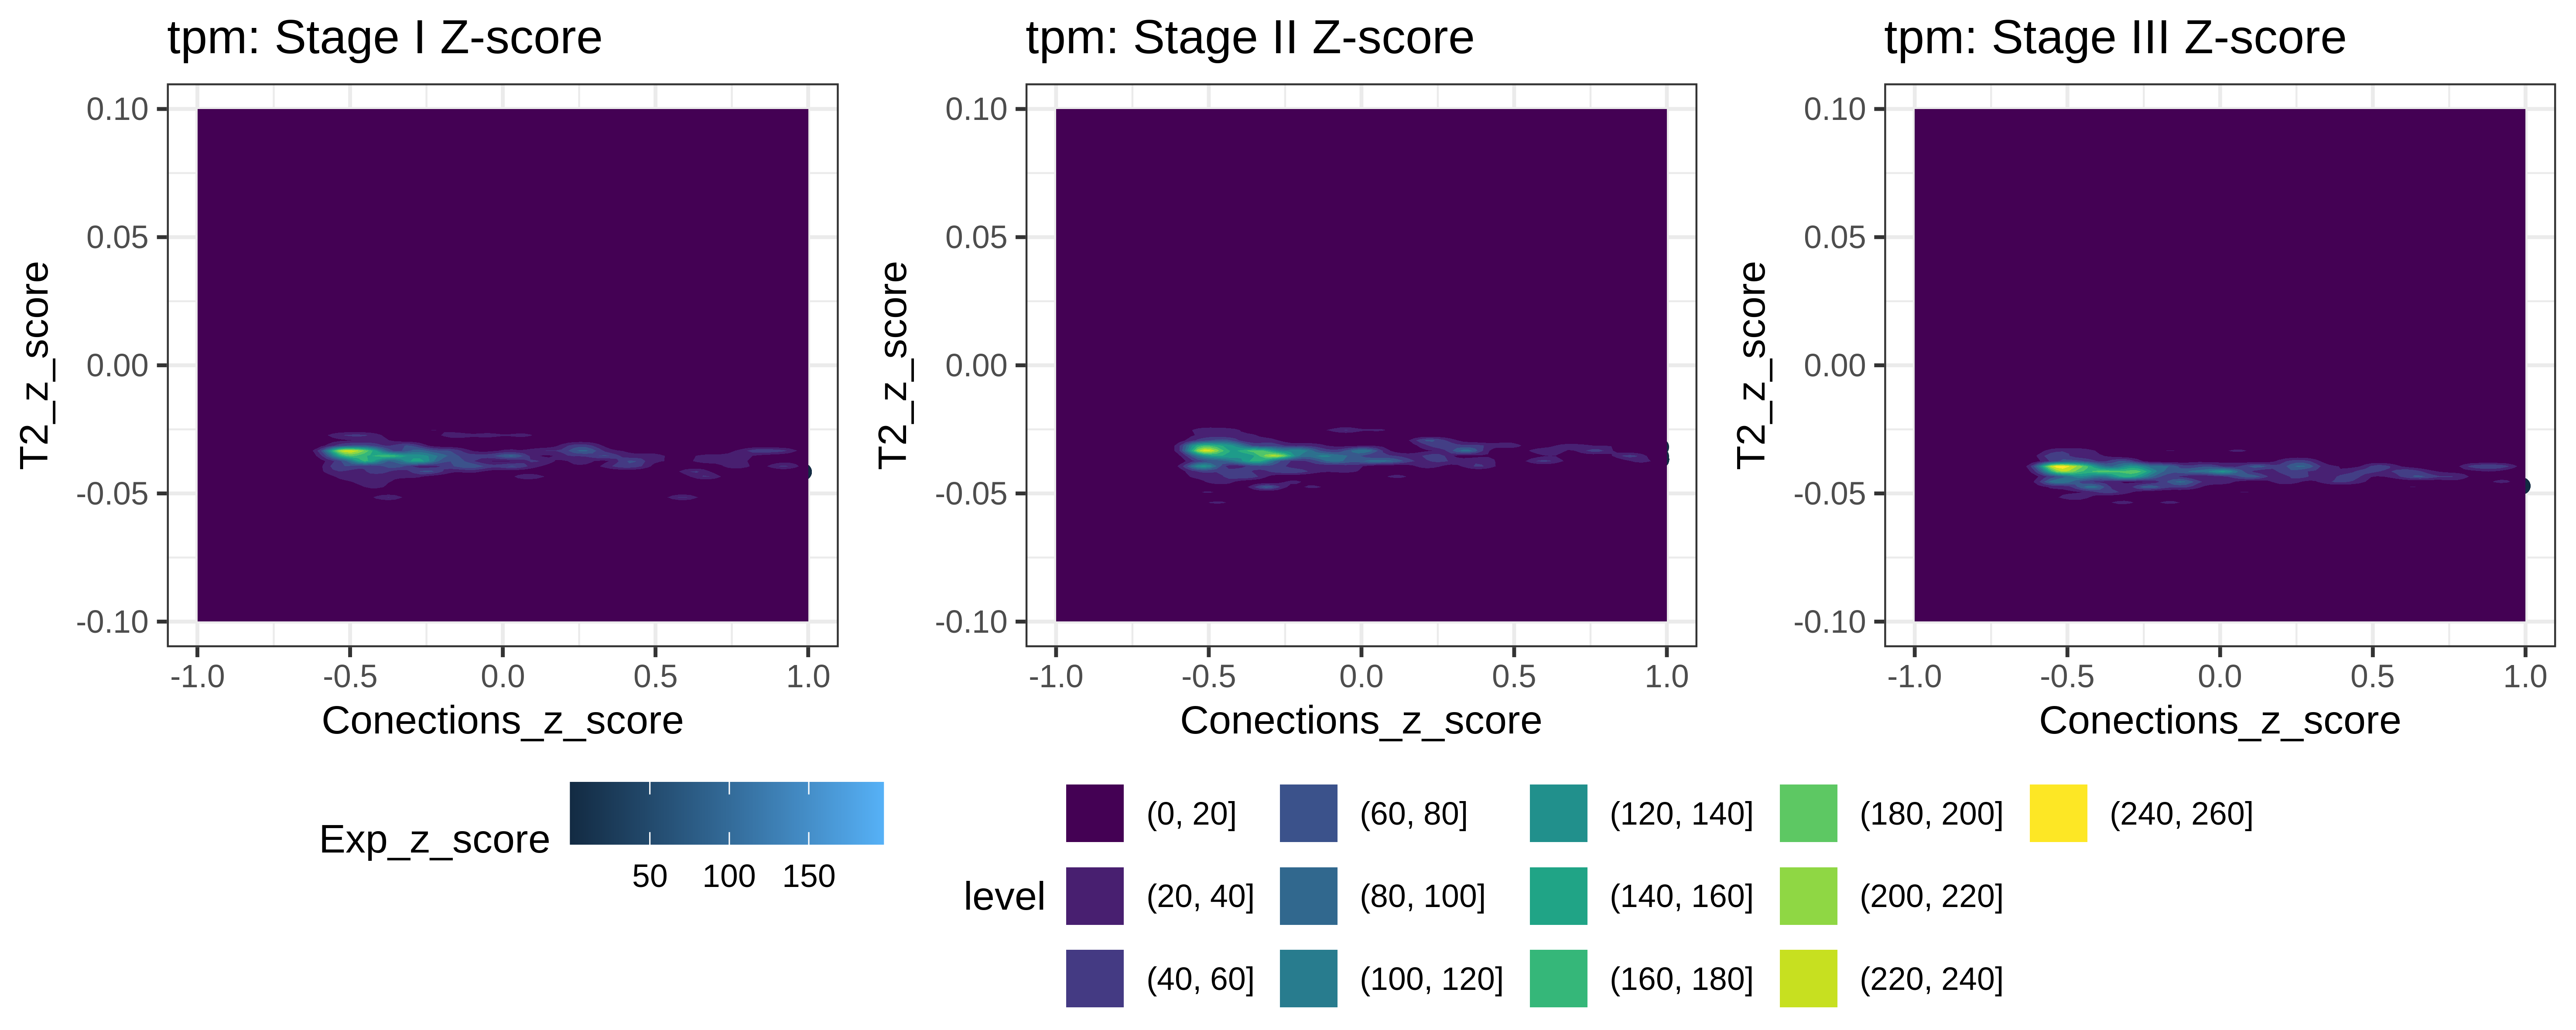 tpm: Stage I Z-score
tpm: Stage II Z-score
tpm: Stage III Z-score
T2_z_score
0.10
0.05
0.00
-0.05
-0.10
-1.0 -0.5 0.0 0.5 1.0
Conections_z_score
T2_z_score
0.10
0.05
0.00
-0.05
-0.10
-1.0 -0.5 0.0 0.5 1.0
Conections_z_score
T2_z_score
0.10
0.05
0.00
-0.05
-0.10
-1.0 -0.5 0.0 0.5 1.0
Conections_z_score
Exp_z_score
50 100 150
level
(0, 20] (60, 80] (120, 140] (180, 200] (240, 260]
(20, 40] (80, 100] (140, 160] (200, 220]
(40, 60] (100, 120] (160, 180] (220, 240]